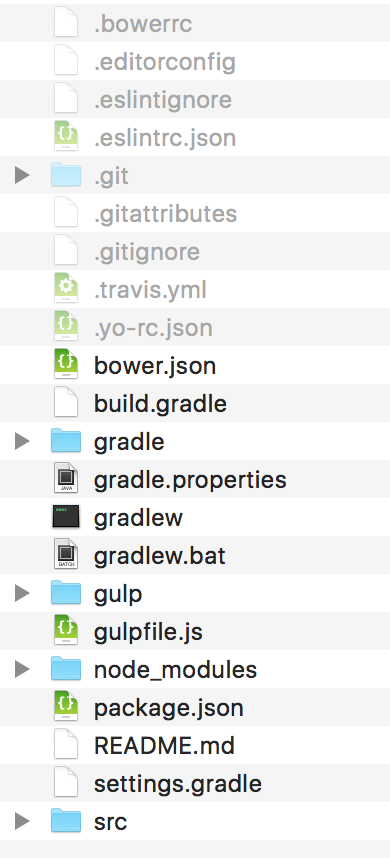 .bowerrc
.editorconfig
.eslintignore
.eslintrc.json
.git
.gitattributes
.gitignore
.travis.yml
.yo-rc.json
bower.json
build.gradle
gradle
gradle.properties
gradlew
gradlew.bat
gulp
gulpfile.js
node_modules
package.json
README.md
settings.gradle
src